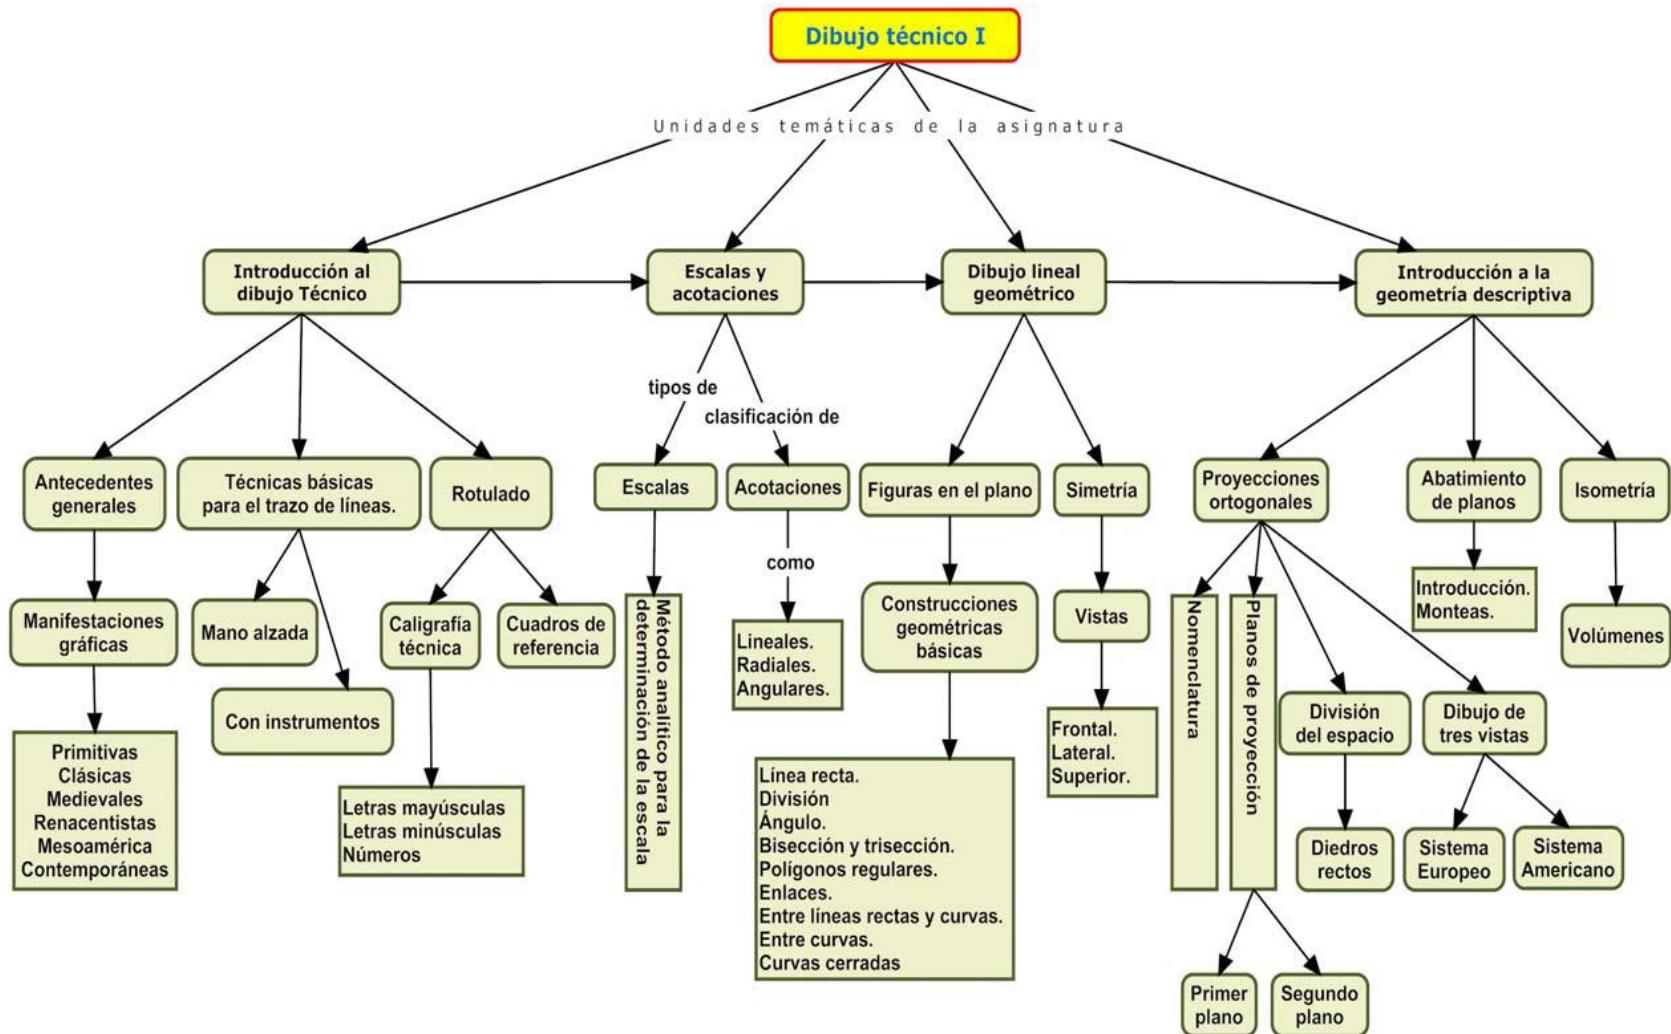 Dibujo técnico I
Unidades temáticas de la asignatura
Introducción al
dibujo Técnico
Escalas y
acotaciones
Dibujo lineal
geométrico
Introducción a la
geometría descriptiva
tipos de
clasificación de
Antecedentes
generales
Técnicas básicas
para el trazo de líneas.
Rotulado
Escalas
Acotaciones
Figuras en el plano
Simetría
Proyecciones
ortogonales
Abatimiento
de planos
Isometría
como
Manifestaciones
gráficas
Mano alzada
Caligrafía
técnica
Cuadros de
referencia
Método analítico para la
determinación de la escala
Lineales.
Radiales.
Angulares.
Construcciones
geométricas
básicas
Vistas
Nomenclatura
Planos de proyección
Introducción.
Monteas.
Volúmenes
Con instrumentos
División
del espacio
Dibujo de
tres vistas
Primitivas
Clásicas
Medievales
Renacentistas
Mesoamérica
Contemporáneas
Letras mayúsculas
Letras minúsculas
Números
Línea recta.
División
Ángulo.
Bisección y trisección.
Polígonos regulares.
Enlaces.
Entre líneas rectas y curvas.
Entre curvas.
Curvas cerradas
Frontal.
Lateral.
Superior.
Diedros
rectos
Sistema
Europeo
Sistema
Americano
Primer
plano
Segundo
plano